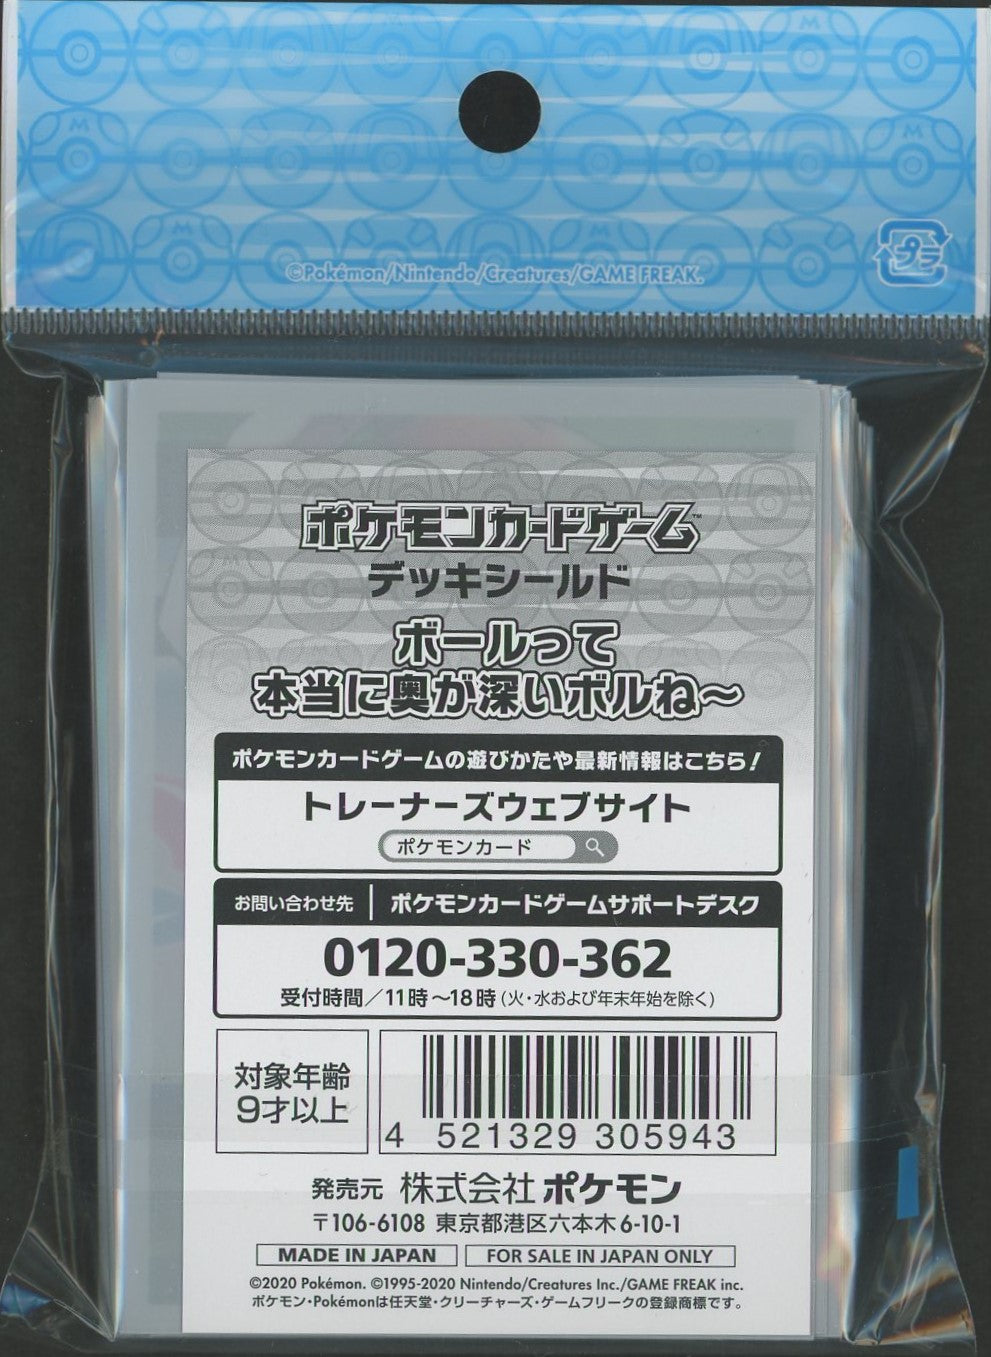 ©Pokémon/Nintendo/Creatures/GAME FREAK.
プラ
ポケモンカードゲーム™
デッキシールド
ボールって
本当に奥が深いボルね～
ポケモンカードゲームの遊びかたや最新情報はこちら！
トレーナーズウェブサイト
ポケモンカード
お問い合わせ先 ポケモンカードゲームサポートデスク
0120-330-362
受付時間／11時～18時(火・水および年末年始を除く)
対象年齢
9才以上
4 521329 305943
発売元 株式会社ポケモン
〒106-6108 東京都港区六本木6-10-1
MADE IN JAPAN FOR SALE IN JAPAN ONLY
©2020 Pokémon. ©1995-2020 Nintendo/Creatures Inc./GAME FREAK inc.
ポケモン・Pokémonは任天堂・クリーチャーズ・ゲームフリークの登録商標です。